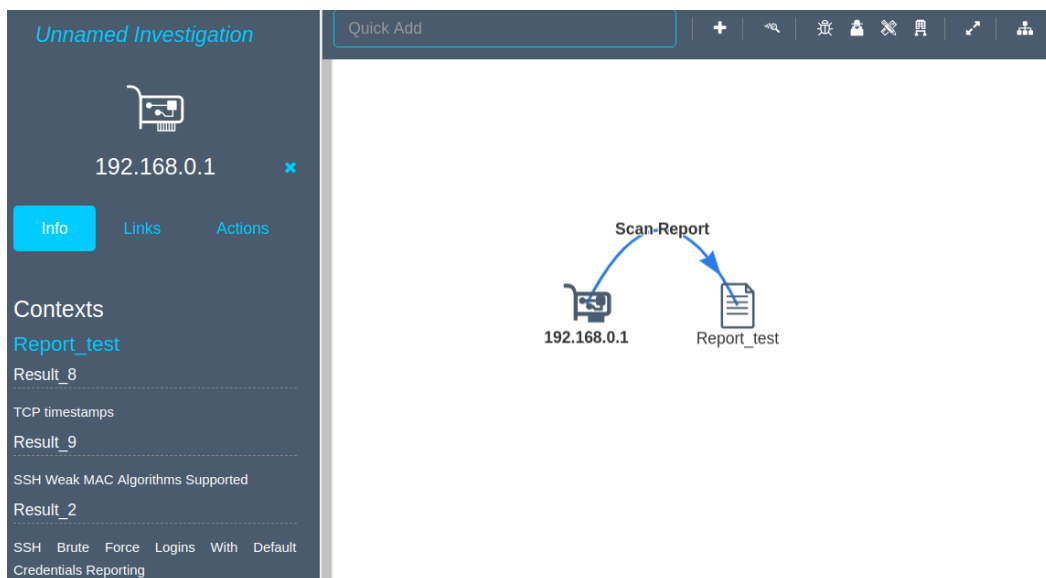 Unnamed Investigation
192.168.0.1
Info Links Actions
Contexts
Report_test
Result_8
TCP timestamps
Result_9
SSH Weak MAC Algorithms Supported
Result_2
SSH Brute Force Logins With Default
Credentials Reporting
Quick Add
Scan-Report
192.168.0.1
Report_test